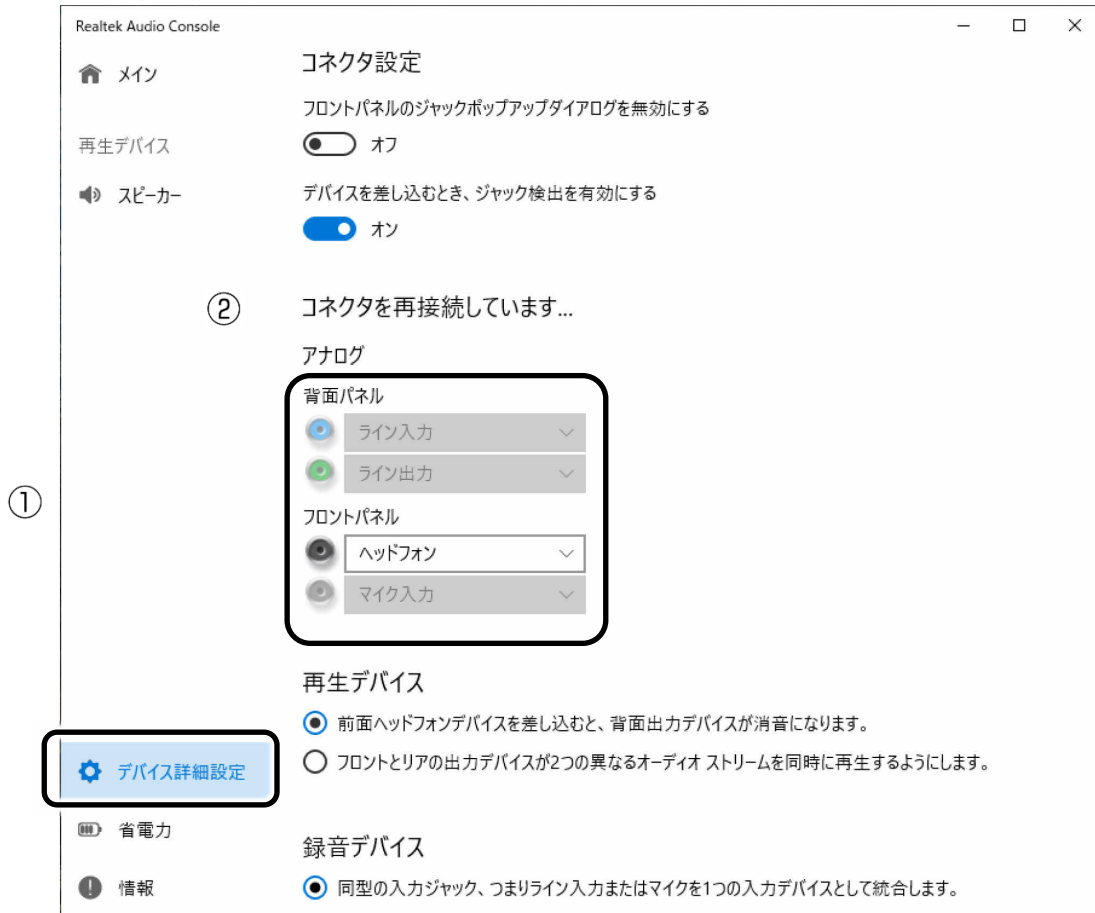 Realtek Audio Console
メイン
再生デバイス
スピーカー
コネクタ設定
フロントパネルのジャックポップアップダイアログを無効にする
オフ
デバイスを差し込むとき、ジャック検出を有効にする
オン
②
コネクタを再接続しています...
アナログ
背面パネル
ライン入力
ライン出力
フロントパネル
ヘッドフォン
マイク入力
①
再生デバイス
前面ヘッドフォンデバイスを差し込むと、背面出力デバイスが消音になります。
フロントとリアの出力デバイスが2つの異なるオーディオ ストリームを同時に再生するようにします。
デバイス詳細設定
省電力
情報
録音デバイス
同型の入力ジャック、つまりライン入力またはマイクを1つの入力デバイスとして統合します。